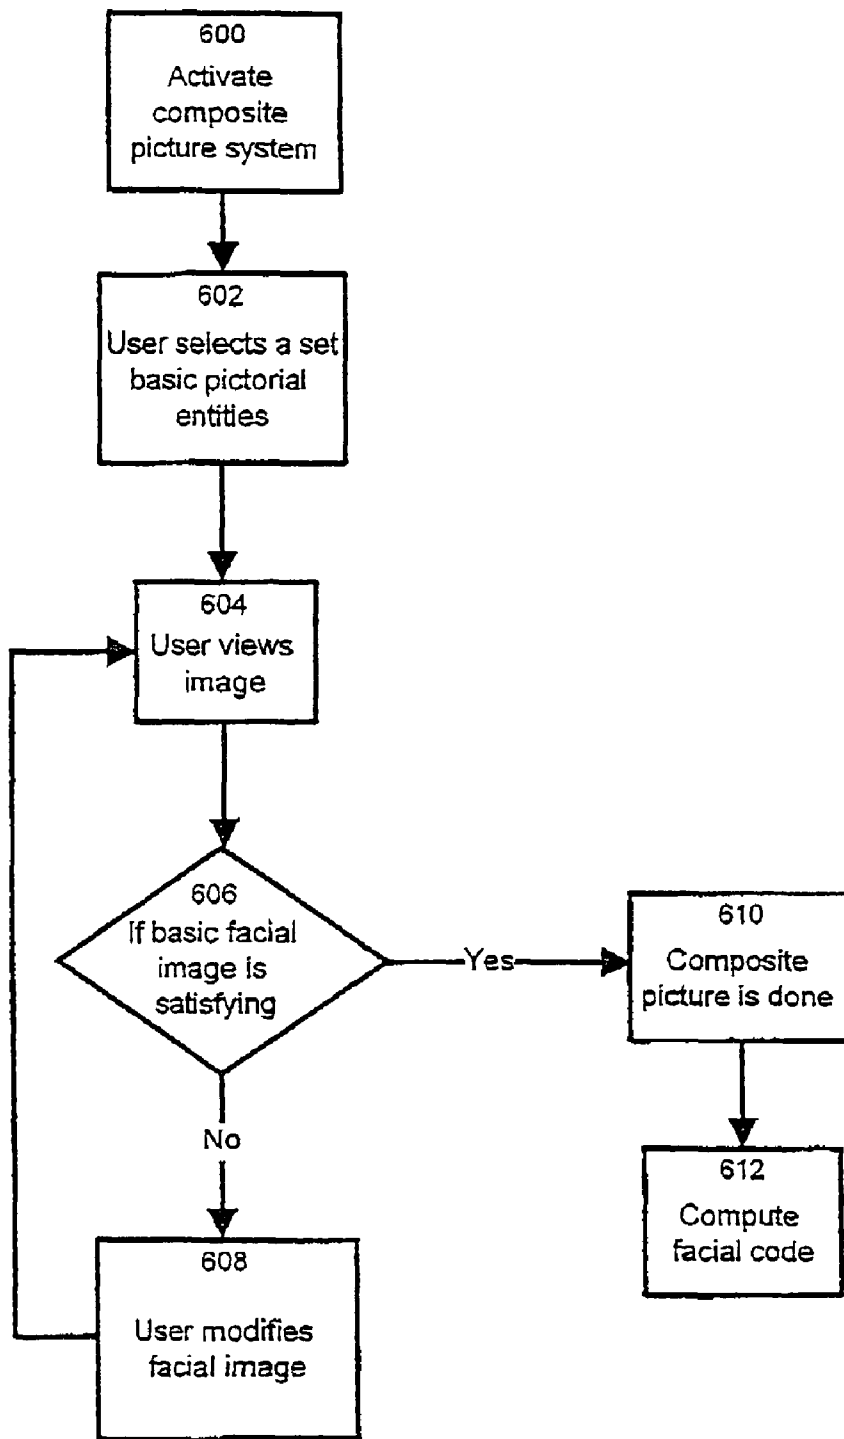 600
Activate
composite
picture system
602
User selects a set
basic pictorial
entities
604
User views
image
606
If basic facial
image is
satisfying
Yes
610
Composite
picture is done
No
612
Compute
facial code
608
User modifies
facial image